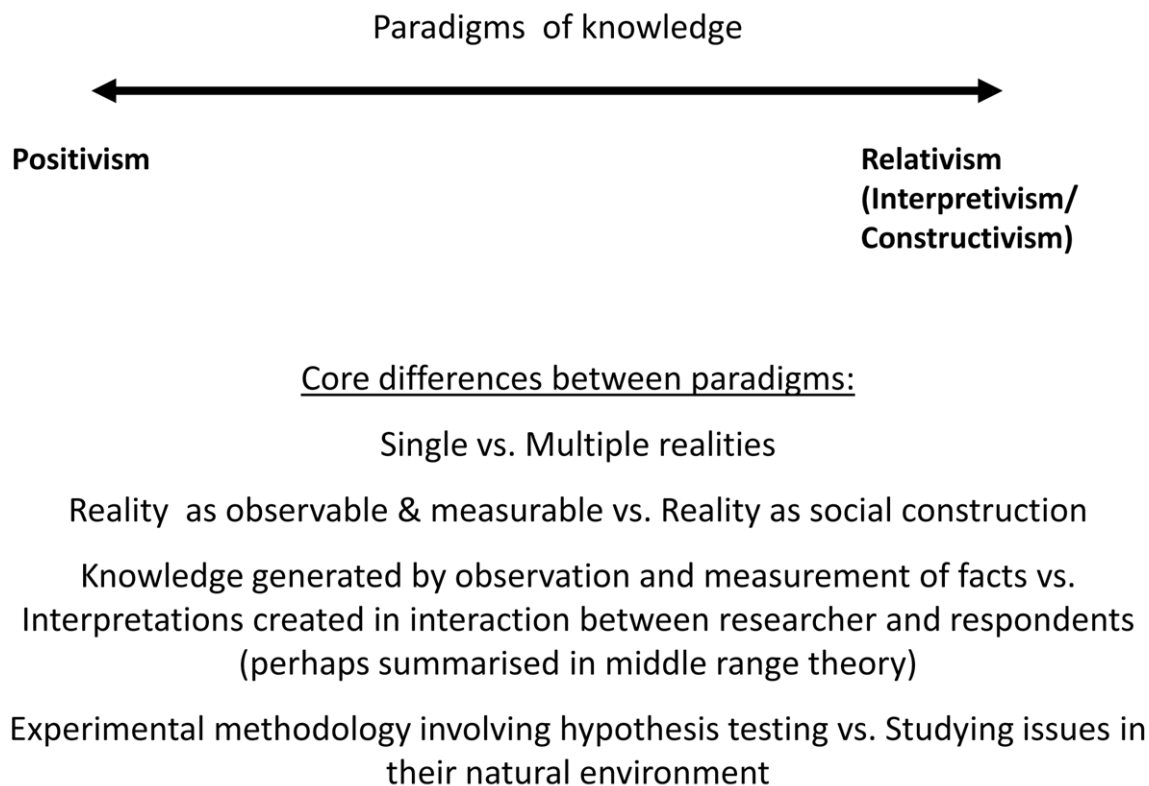 Paradigms  of knowledge
Positivism
Relativism
(Interpretivism/
Constructivism)
Core differences between paradigms:
Single vs. Multiple realities
Reality  as observable & measurable vs. Reality as social construction
Knowledge generated by observation and measurement of facts vs.
Interpretations created in interaction between researcher and respondents
(perhaps summarised in middle range theory)
Experimental methodology involving hypothesis testing vs. Studying issues in
their natural environment